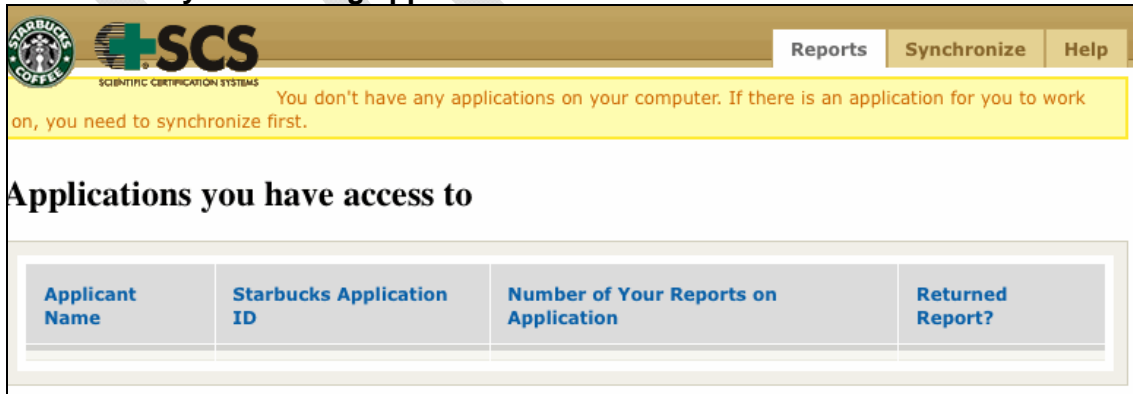 STARBUCKS
COFFEE
SCS
SCIENTIFIC CERTIFICATION SYSTEMS
Reports Synchronize Help
You don't have any applications on your computer. If there is an application for you to work
on, you need to synchronize first.
Applications you have access to
Applicant Name
Starbucks Application ID
Number of Your Reports on Application
Returned Report?